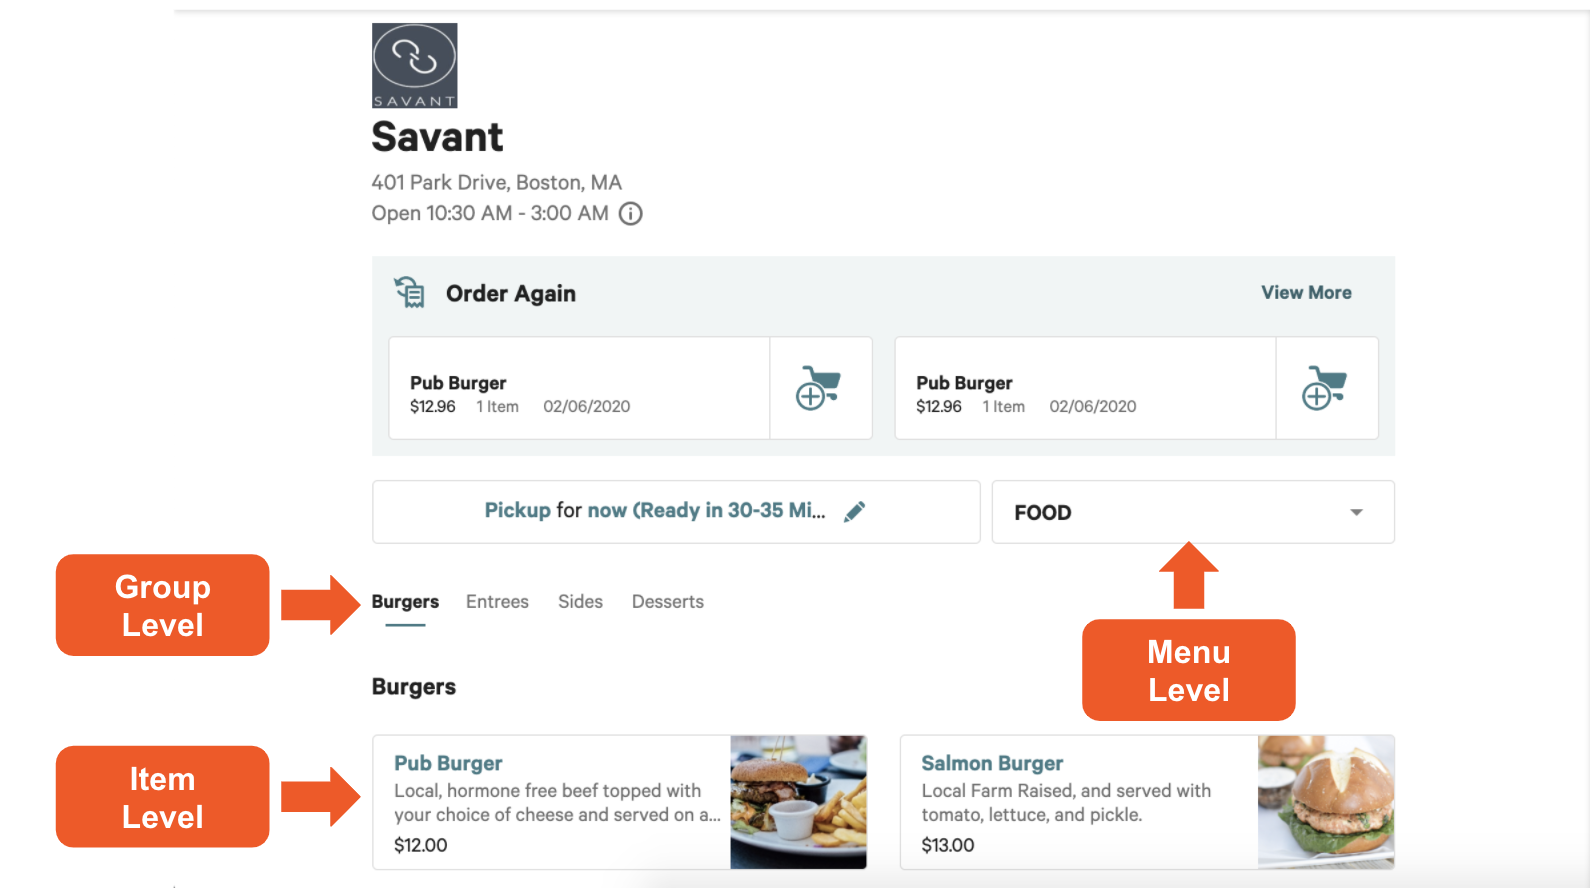 SAVANT
Savant
401 Park Drive, Boston, MA
Open 10:30 AM - 3:00 AM
Order Again
View More
Pub Burger
$12.96 1 Item 02/06/2020
Pub Burger
$12.96 1 Item 02/06/2020
Pickup for now (Ready in 30-35 Mi...
FOOD
Group
Level
Burgers Entrees Sides Desserts
Menu
Level
Burgers
Item
Level
Pub Burger
Local, hormone free beef topped with
your choice of cheese and served on a...
$12.00
Salmon Burger
Local Farm Raised, and served with
tomato, lettuce, and pickle.
$13.00